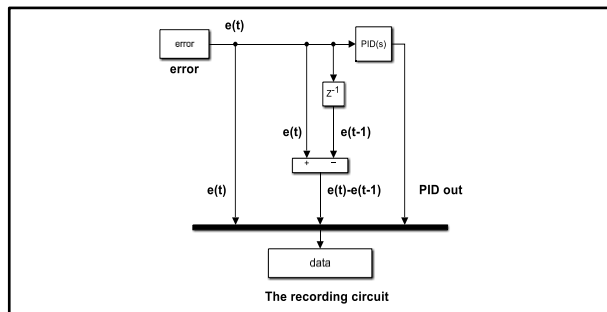 e(t)
error
PID(s)
error
Z-1
e(t)
e(t-1)
+ −
e(t)
e(t)-e(t-1)
PID out
data
The recording circuit